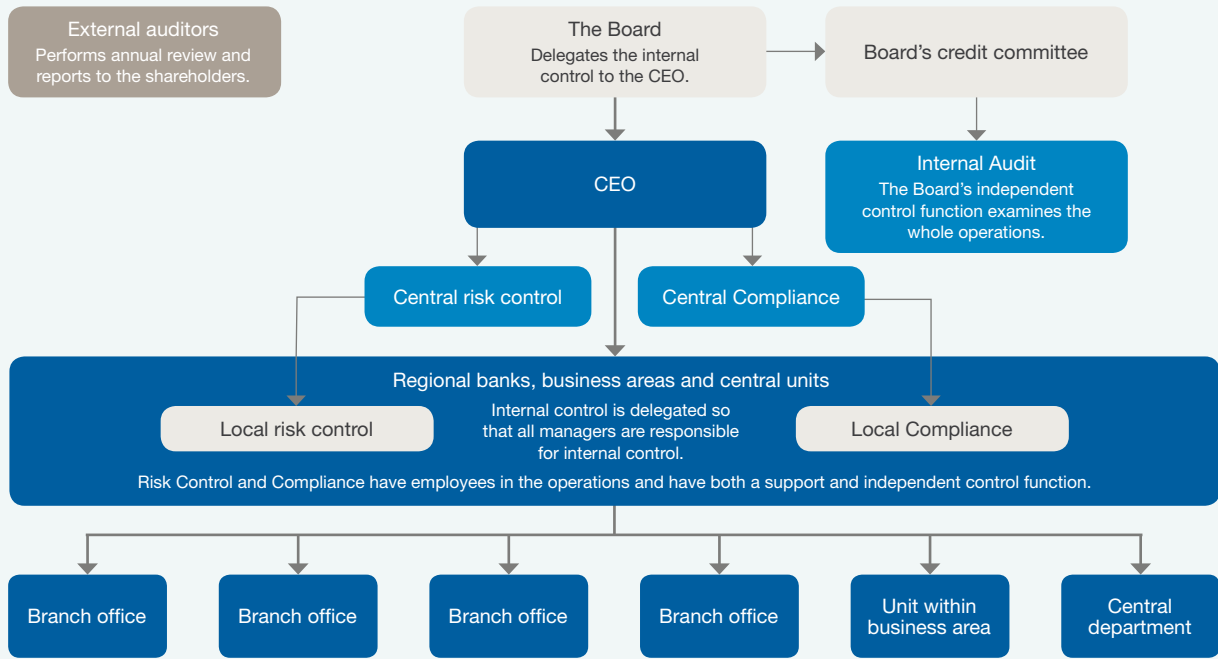 External auditors
Performs annual review and
reports to the shareholders.
The Board
Delegates the internal
control to the CEO.
Board’s credit committee
CEO
Internal Audit
The Board’s independent
control function examines the
whole operations.
Central risk control
Central Compliance
Regional banks, business areas and central units
Local risk control
Internal control is delegated so
that all managers are responsible
for internal control.
Local Compliance
Risk Control and Compliance have employees in the operations and have both a support and independent control function.
Branch office
Branch office
Branch office
Branch office
Unit within
business area
Central
department